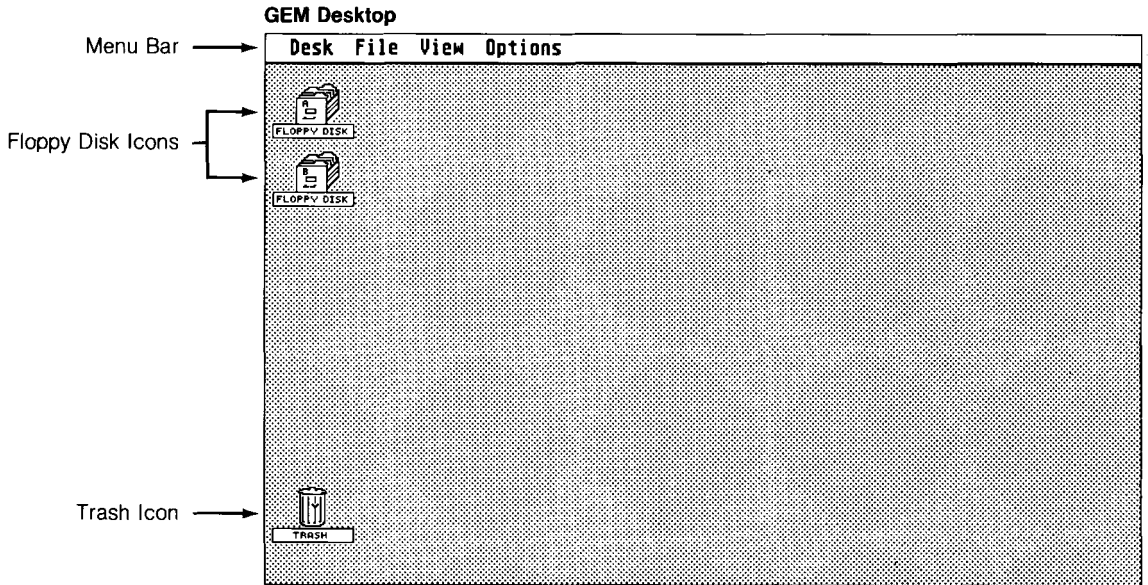 GEM Desktop
Menu Bar
Desk File View Options
A
FLOPPY DISK
Floppy Disk Icons
B
FLOPPY DISK
Trash Icon
TRASH